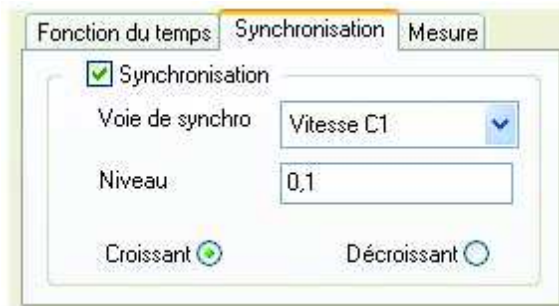 Fonction du temps Synchronisation Mesure
Synchronisation
Voie de synchro Vitesse C1
Niveau 0,1
Croissant Décroissant